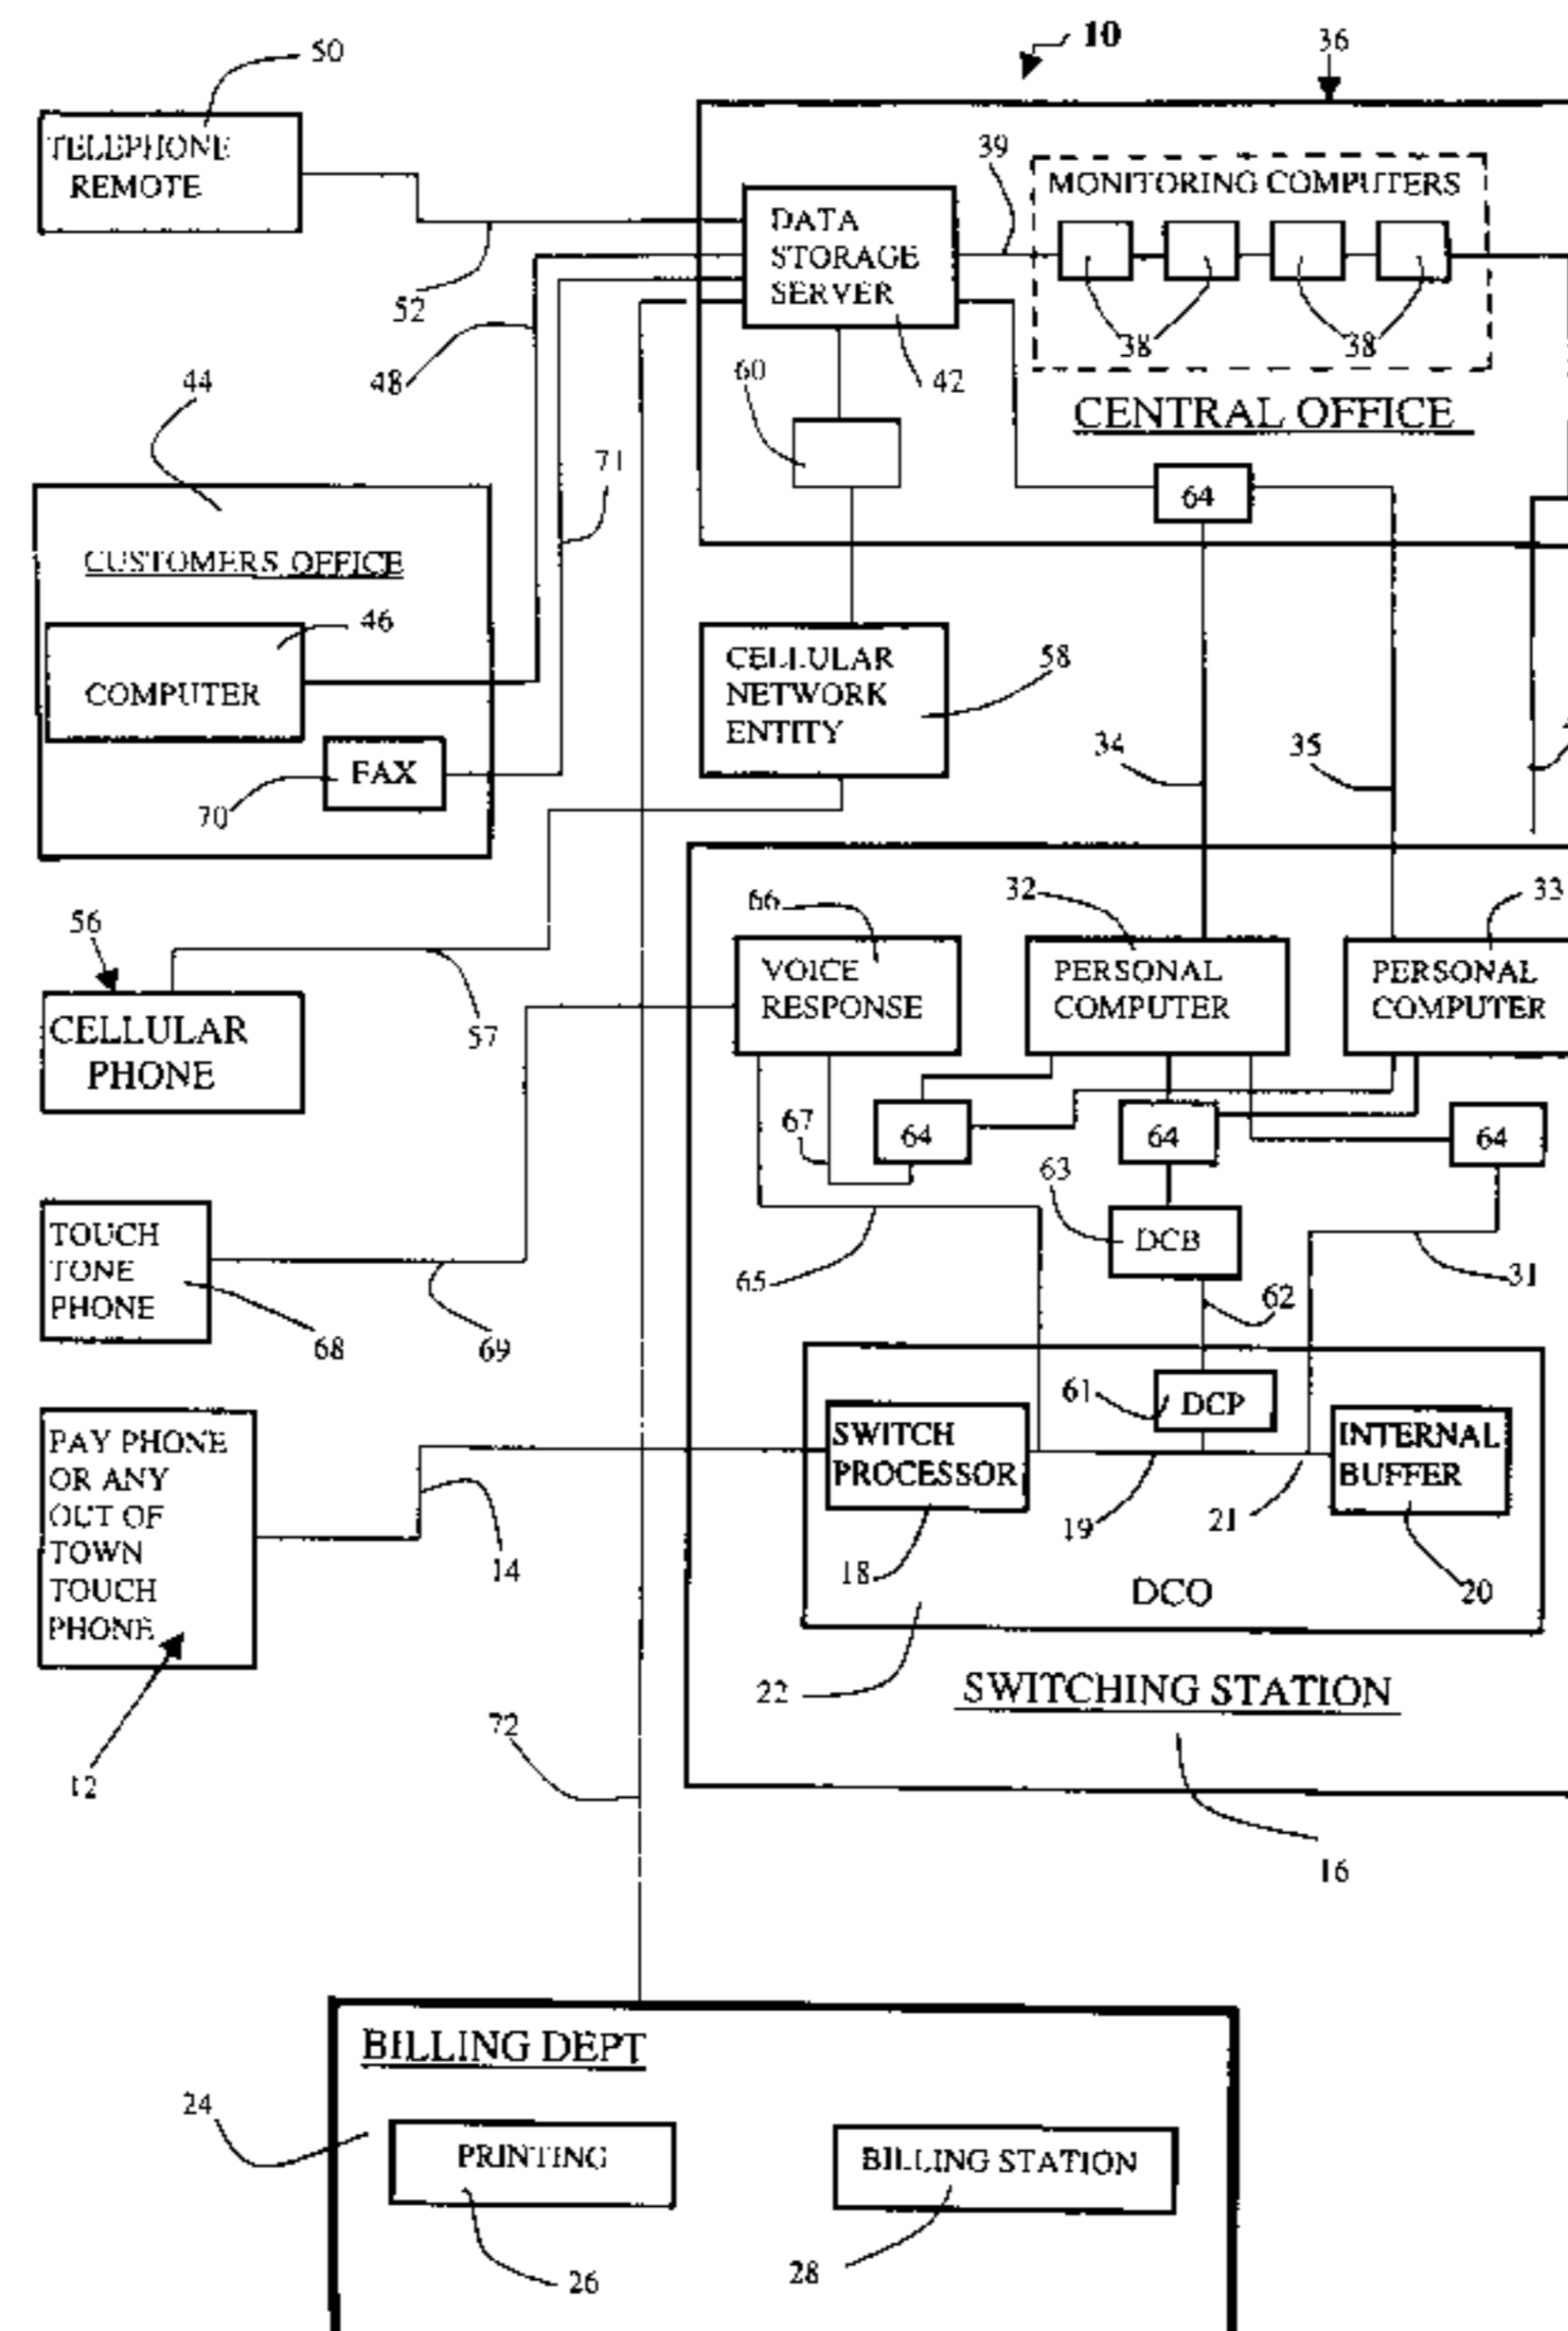 10
36
50
TELEPHONE
REMOTE
39
MONITORING COMPUTERS
DATA
STORAGE
SERVER
52
38
38
48
60
42
CENTRAL OFFICE
44
71
64
CUSTOMERS OFFICE
46
COMPUTER
CELLULAR
NETWORK
ENTITY
58
34
35
FAX
70
56
66
32
33
VOICE
RESPONSE
PERSONAL
COMPUTER
PERSONAL
COMPUTER
CELLULAR
PHONE
57
67
64
64
64
63
DCB
TOUCH
TONE
PHONE
65
62
31
68
69
61
DCP
SWITCH
PROCESSOR
INTERNAL
BUFFER
PAY PHONE
OR ANY
OUT OF
TOWN
TOUCH
PHONE
14
19
21
18
DCO
20
22
SWITCHING STATION
72
12
16
BILLING DEPT
24
PRINTING
BILLING STATION
26
28